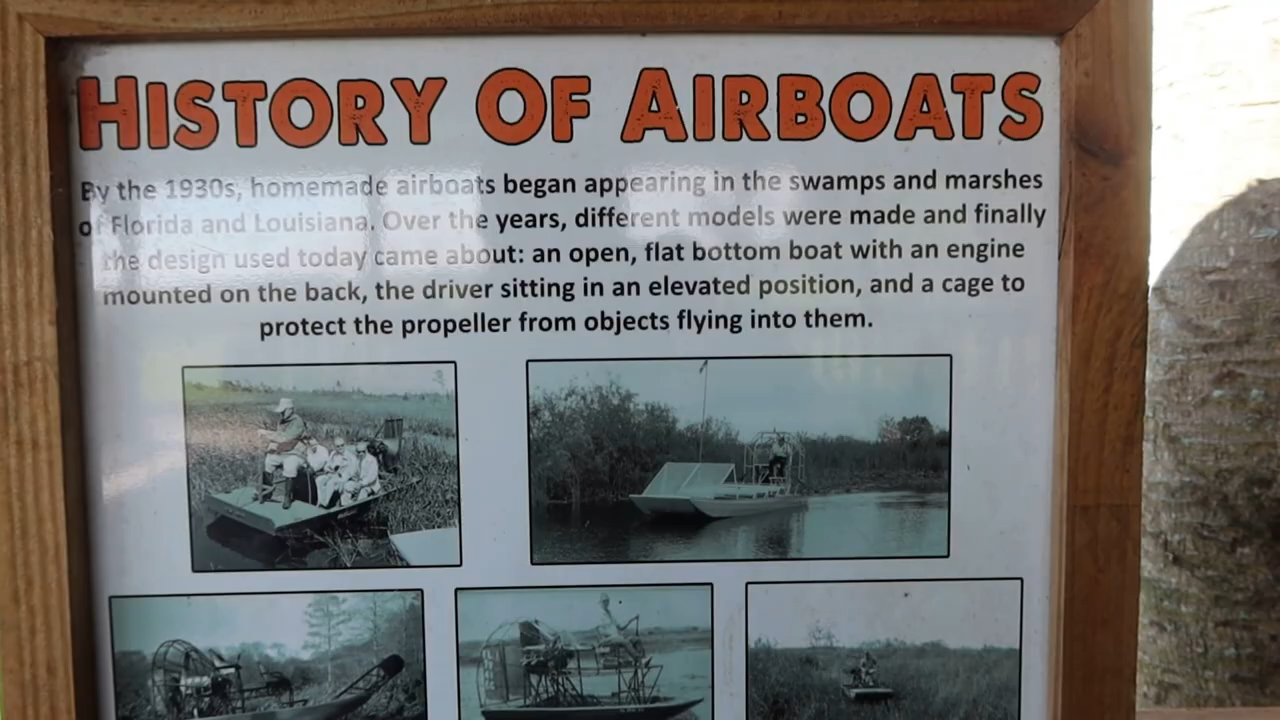 HISTORY OF AIRBOATS
By the 1930s, homemade airboats began appearing in the swamps and marshes
of Florida and Louisiana. Over the years, different models were made and finally
the design used today came about: an open, flat bottom boat with an engine
mounted on the back, the driver sitting in an elevated position, and a cage to
protect the propeller from objects flying into them.